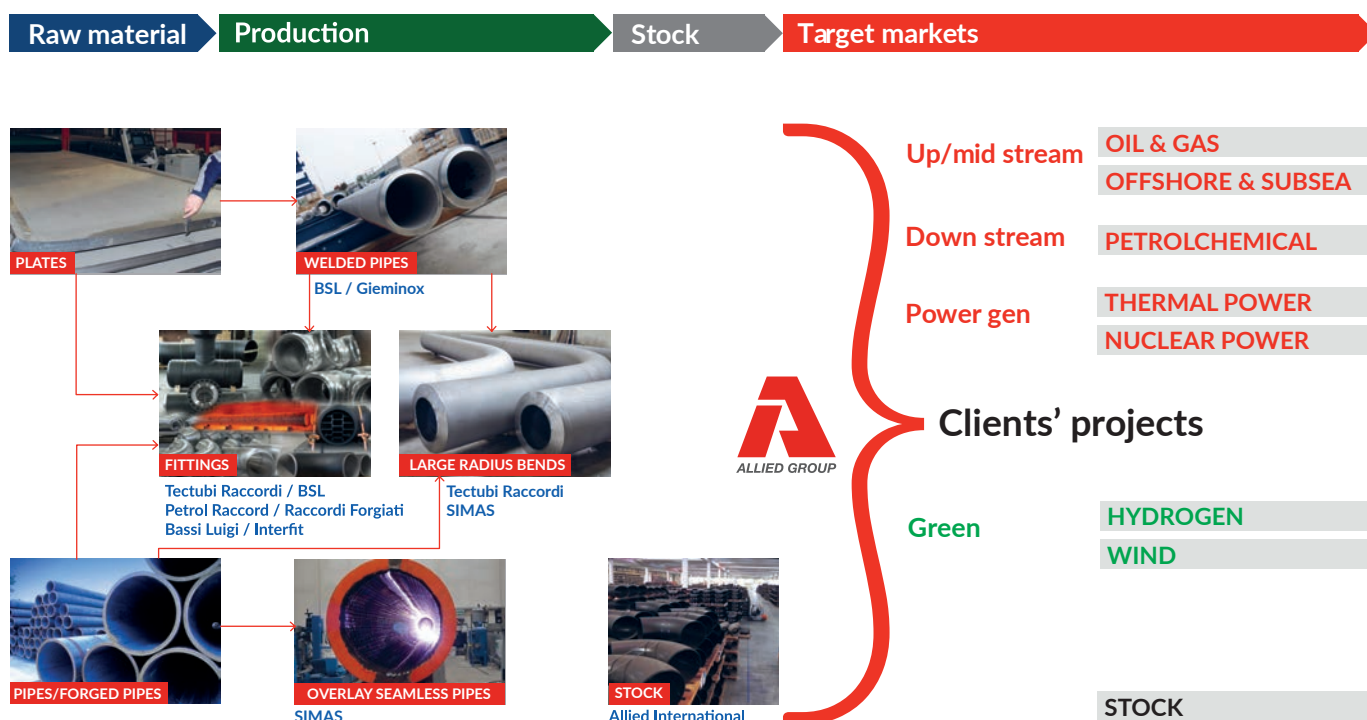 Raw material
Production
Stock
Target markets
PLATES
WELDED PIPES
BSL / Gieminox
FITTINGS
Tectubi Raccordi / BSL
Petrol Raccord / Raccordi Forgiati
Bassi Luigi / Interfit
LARGE RADIUS BENDS
Tectubi Raccordi
SIMAS
PIPES/FORGED PIPES
OVERLAY SEAMLESS PIPES
SIMAS
STOCK
Allied International
ALLIED GROUP
Up/mid stream
OIL & GAS
OFFSHORE & SUBSEA
Down stream
PETROLCHEMICAL
Power gen
THERMAL POWER
NUCLEAR POWER
Clients’ projects
Green
HYDROGEN
WIND
STOCK